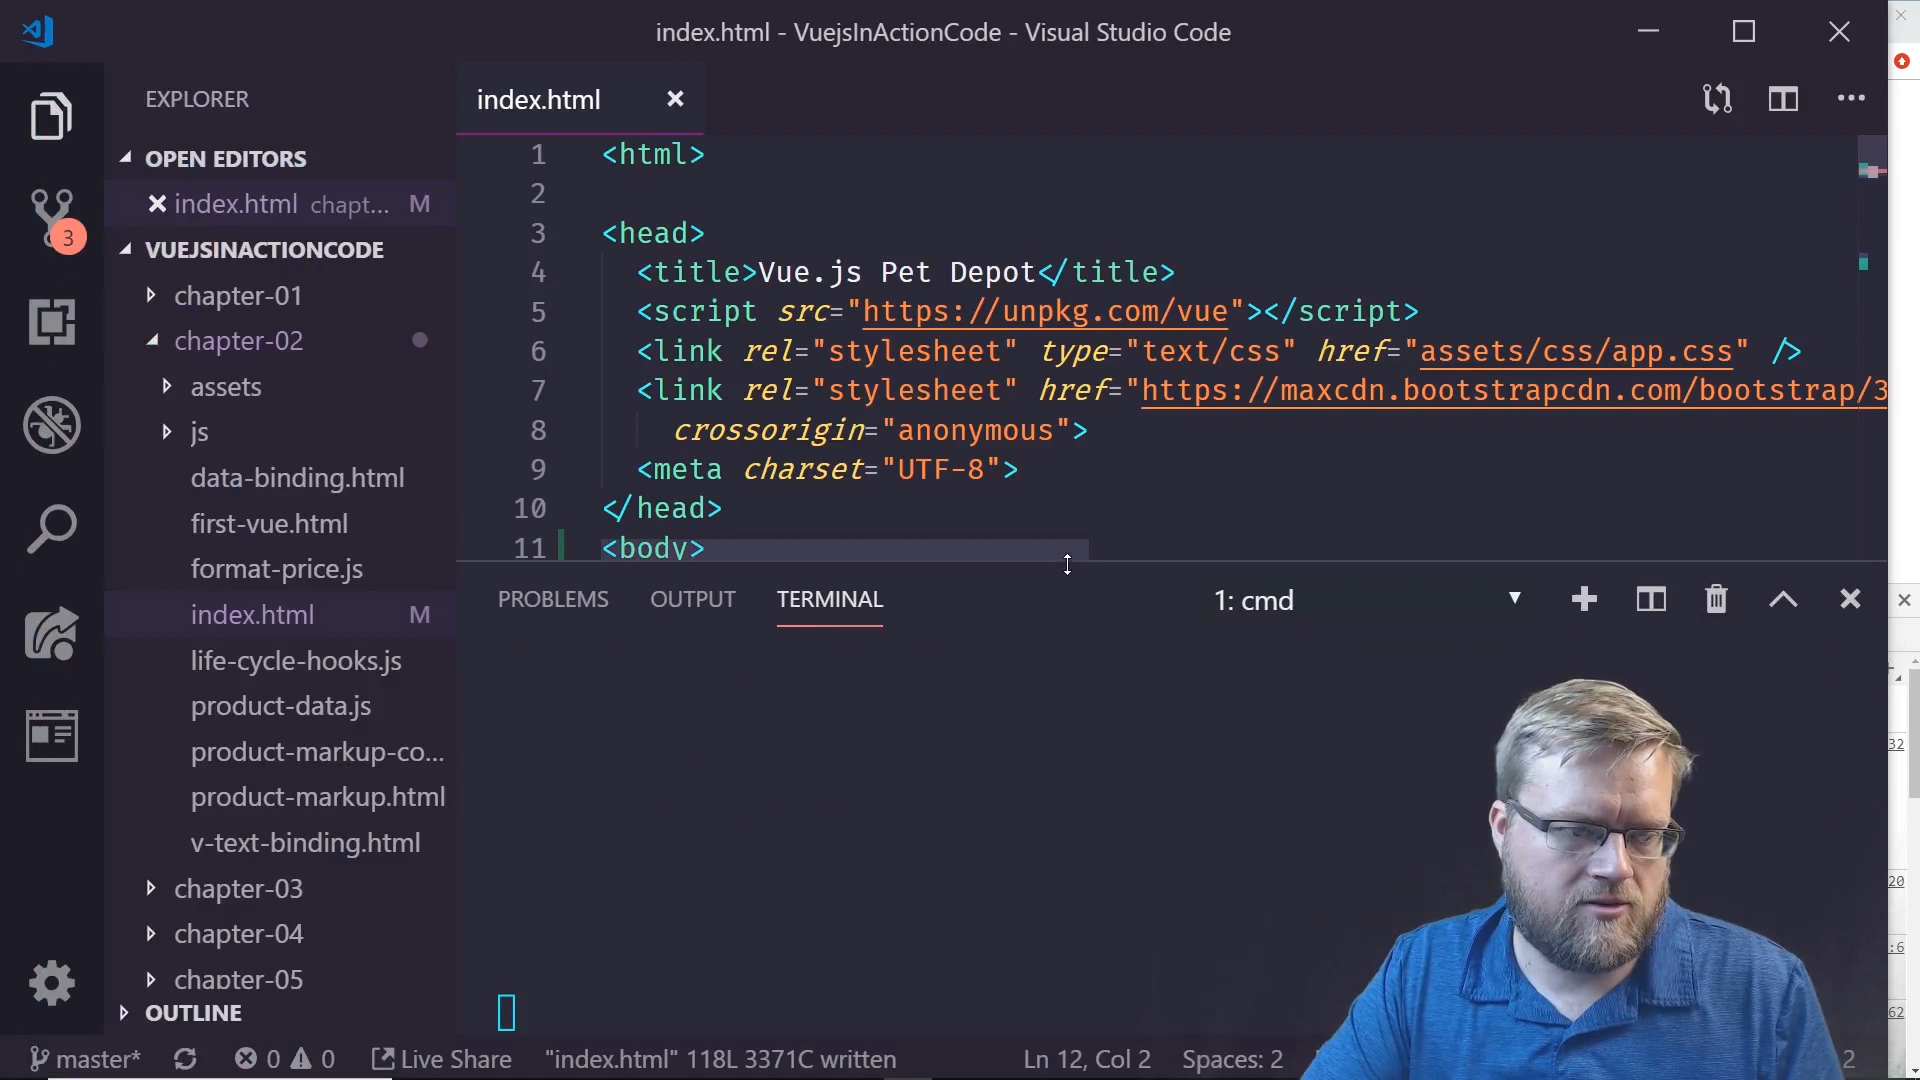 index.html - VuejsInActionCode - Visual Studio Code
EXPLORER
OPEN EDITORS
index.html chapt... M
VUEJSINACTIONCODE
chapter-01
chapter-02
assets
js
data-binding.html
first-vue.html
format-price.js
index.html M
life-cycle-hooks.js
product-data.js
product-markup-co...
product-markup.html
v-text-binding.html
chapter-03
chapter-04
chapter-05
OUTLINE
3
index.html
1 <html>
2
3 <head>
4 <title>Vue.js Pet Depot</title>
5 <script src="https://unpkg.com/vue"></script>
6 <link rel="stylesheet" type="text/css" href="assets/css/app.css" />
7 <link rel="stylesheet" href="https://maxcdn.bootstrapcdn.com/bootstrap/3
8 crossorigin="anonymous">
9 <meta charset="UTF-8">
10 </head>
11 <body>
PROBLEMS OUTPUT TERMINAL 1: cmd
32
20
:6
62
master* 0 0 Live Share "index.html" 118L 3371C written Ln 12, Col 2 Spaces: 2 2